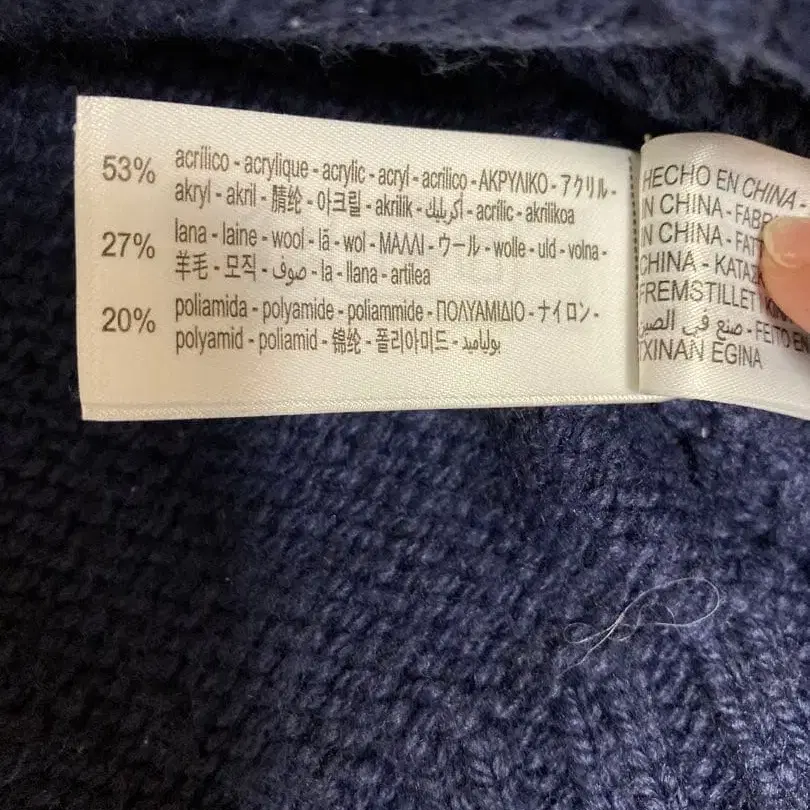 53% acrílico - acrylique - acrylic - acryl - acrilico - ΑΚΡΥΛΙΚΟ - アクリル -
akryl - akril - 腈纶 - 아크릴 - akrilik - أكريليك - acrílic - akrilikoa
27% lana - laine - wool - lã - wol - ΜΑΛΛΙ - ウール - wolle - uld - volna -
羊毛 - 모직 - صوف - la - llana - artilea
20% poliamida - polyamide - poliammide - ΠΟΛΥΑΜΙΔΙΟ - ナイロン -
polyamid - poliamid - 锦纶 - 폴리아미드 - بولياميد
HECHO EN CHINA -
IN CHINA - FABR
IN CHINA - FATT
CHINA - KATAZ
FREMSTILLET I KIN
صنع في الصين - FEITO EN
TXINAN EGINA